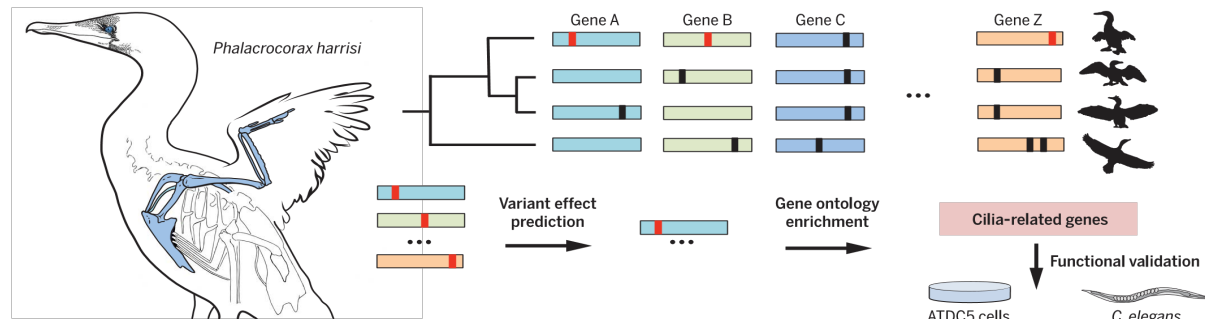 Phalacrocorax harrisi
Gene A
Gene B
Gene C
Gene Z
Variant effect
prediction
Gene ontology
enrichment
Cilia-related genes
Functional validation
ATDC5 cells
C. elegans